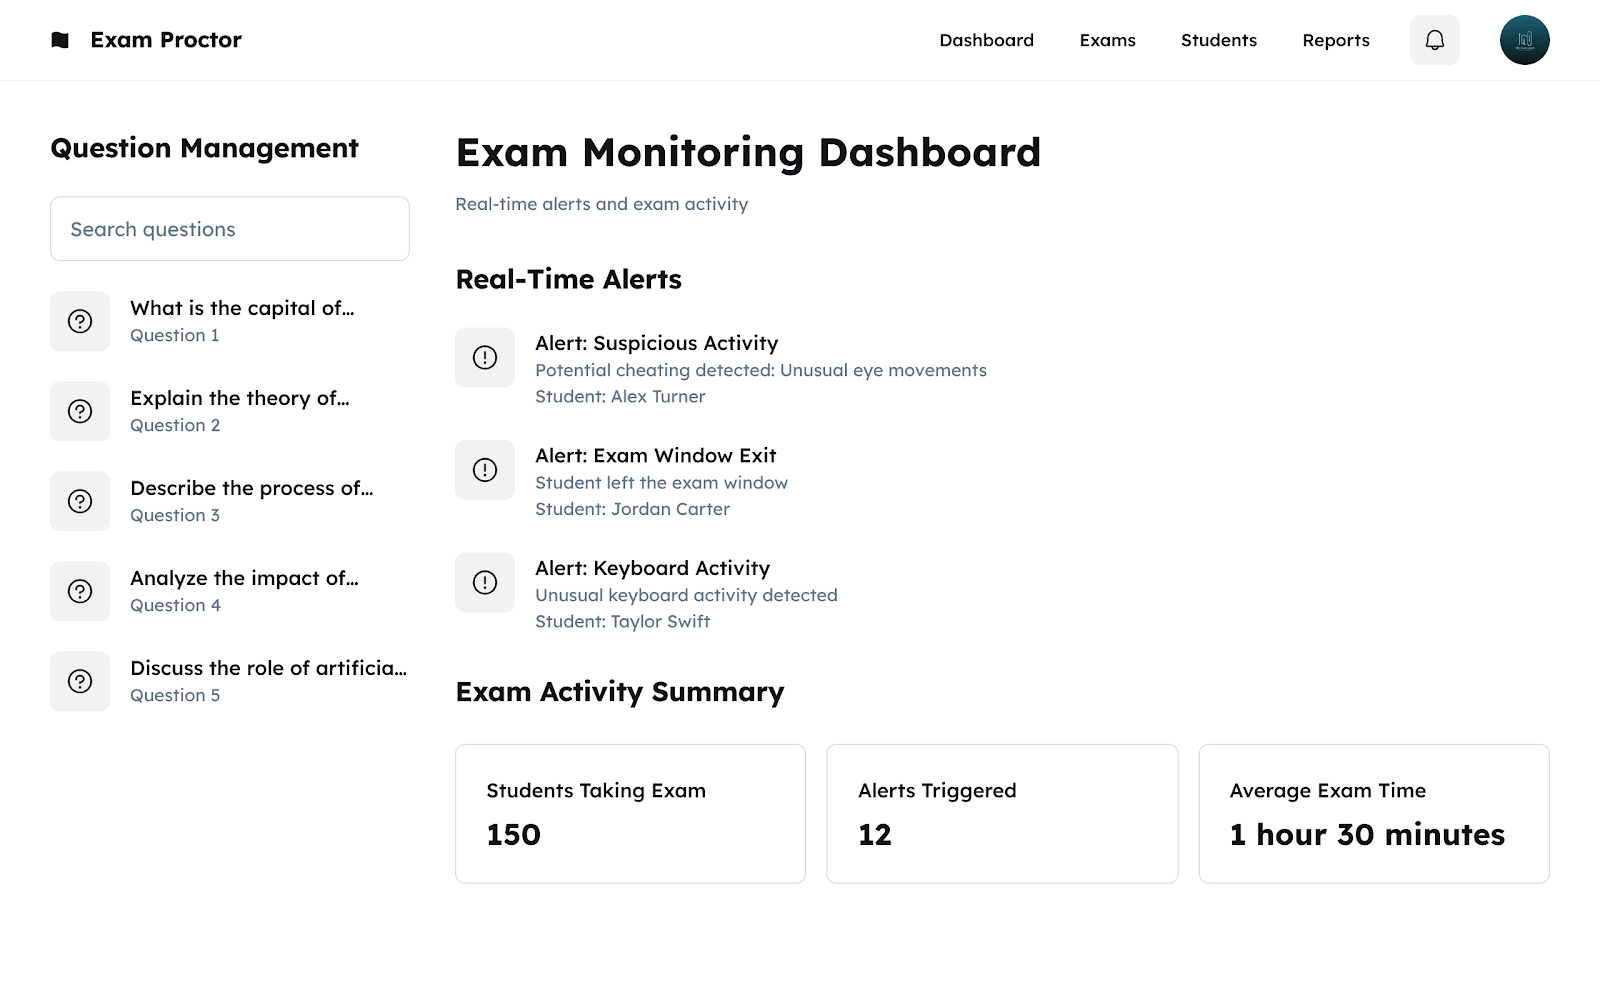 Exam Proctor
Dashboard
Exams
Students
Reports
Question Management
Search questions
What is the capital of...
Question 1
Explain the theory of...
Question 2
Describe the process of...
Question 3
Analyze the impact of...
Question 4
Discuss the role of artificia...
Question 5
Exam Monitoring Dashboard
Real-time alerts and exam activity
Real-Time Alerts
Alert: Suspicious Activity
Potential cheating detected: Unusual eye movements
Student: Alex Turner
Alert: Exam Window Exit
Student left the exam window
Student: Jordan Carter
Alert: Keyboard Activity
Unusual keyboard activity detected
Student: Taylor Swift
Exam Activity Summary
Students Taking Exam
150
Alerts Triggered
12
Average Exam Time
1 hour 30 minutes